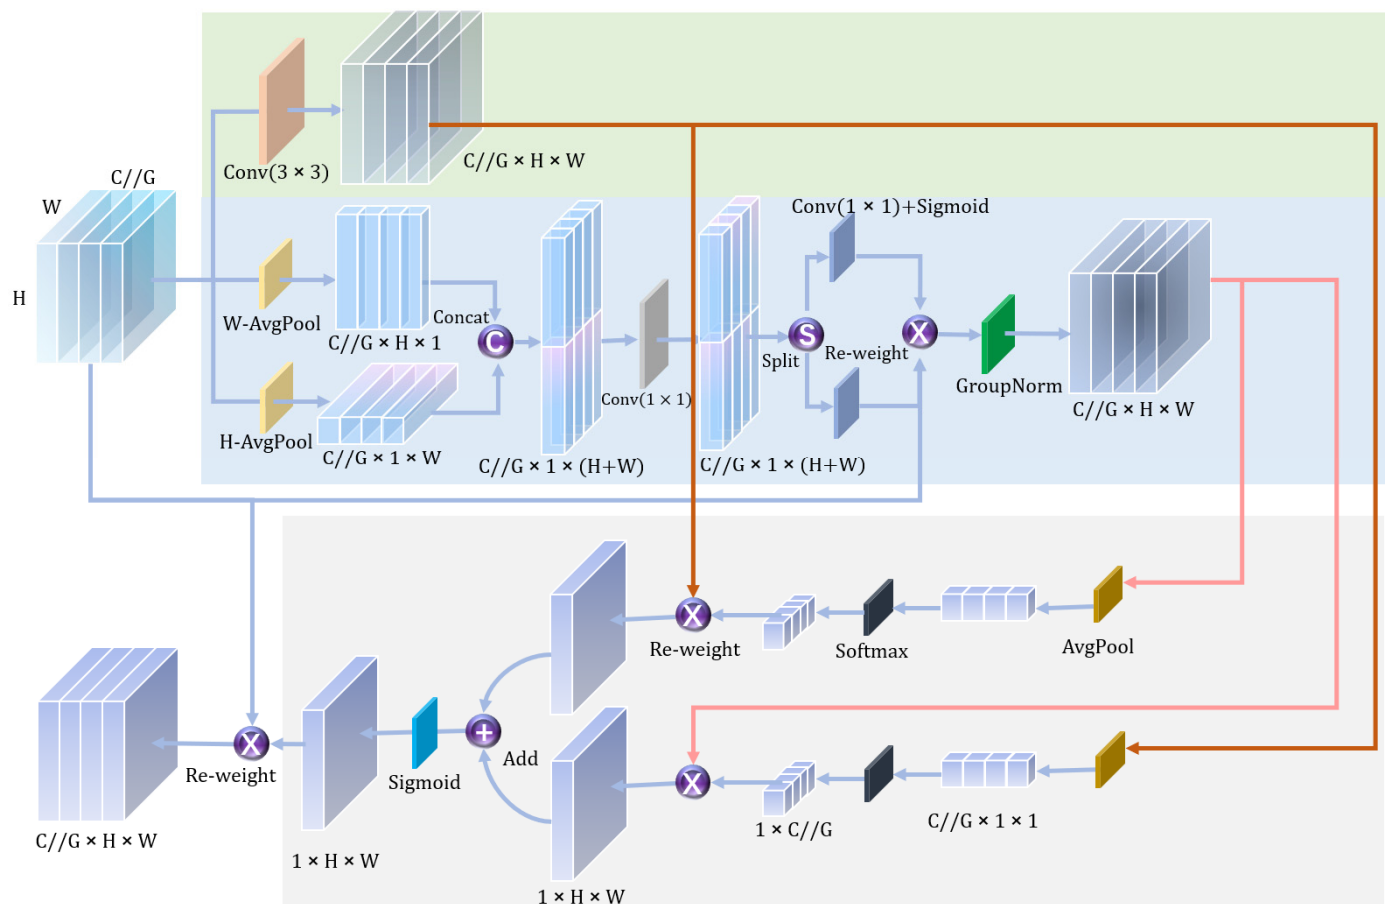 C//G
W
H
Conv(3 × 3)
C//G × H × W
W-AvgPool
C//G × H × 1
Concat
C
H-AvgPool
C//G × 1 × W
C//G × 1 × (H+W)
Conv(1 × 1)
C//G × 1 × (H+W)
Conv(1 × 1)+Sigmoid
S
Split
Re-weight
X
GroupNorm
C//G × H × W
X
Re-weight
Softmax
AvgPool
X
1 × C//G
C//G × 1 × 1
+
Add
Sigmoid
1 × H × W
1 × H × W
X
Re-weight
C//G × H × W